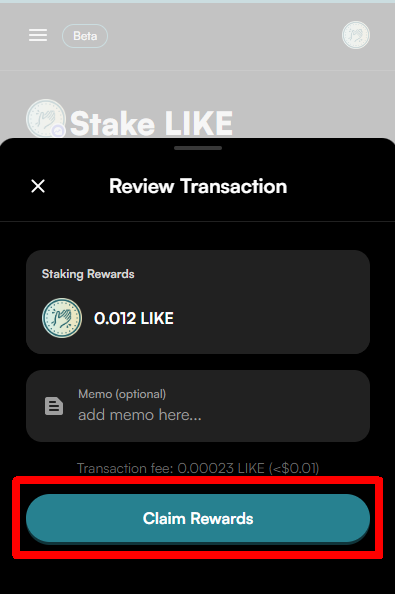 Beta
Stake LIKE
Review Transaction
Staking Rewards
0.012 LIKE
Memo (optional)
add memo here...
Transaction fee: 0.00023 LIKE (<$0.01)
Claim Rewards